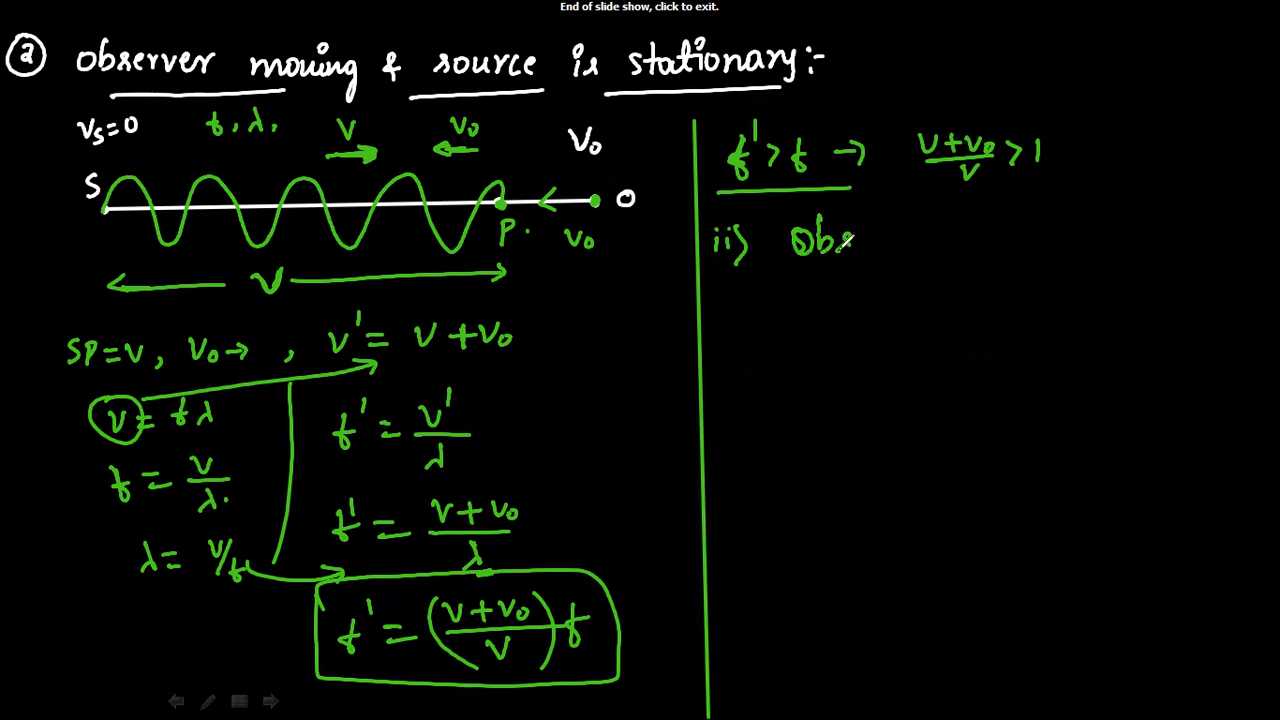 End of slide show, click to exit.
② observer moving & source is stationary:-
Vs=0 f, λ. V V₀ V₀
S P. O
V₀
V
SP=V, V₀→, V'= V+V₀
V= fλ
f' = V'/λ
f = V/λ.
f' = V+V₀/λ
λ= V/f
f' = (V+V₀/V) f
f'>f → V+V₀/V >1
ii) Obs